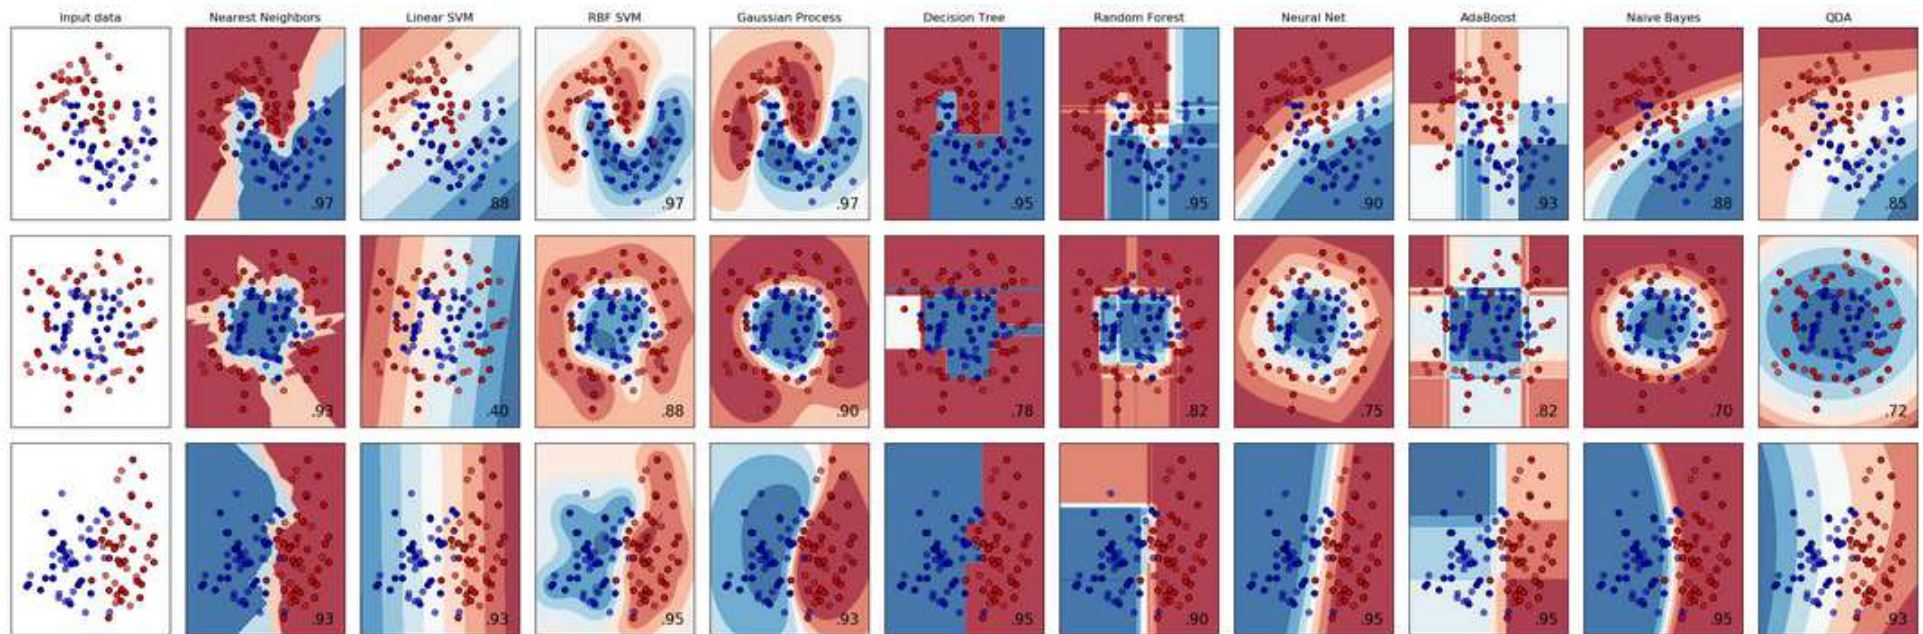 Input data Nearest Neighbors Linear SVM RBF SVM Gaussian Process Decision Tree Random Forest Neural Net AdaBoost Naive Bayes QDA
.97 .88 .97 .97 .95 .95 .90 .93 .88 .85
.93 .40 .88 .90 .78 .82 .75 .82 .70 .72
.93 .93 .95 .93 .95 .90 .95 .95 .95 .93